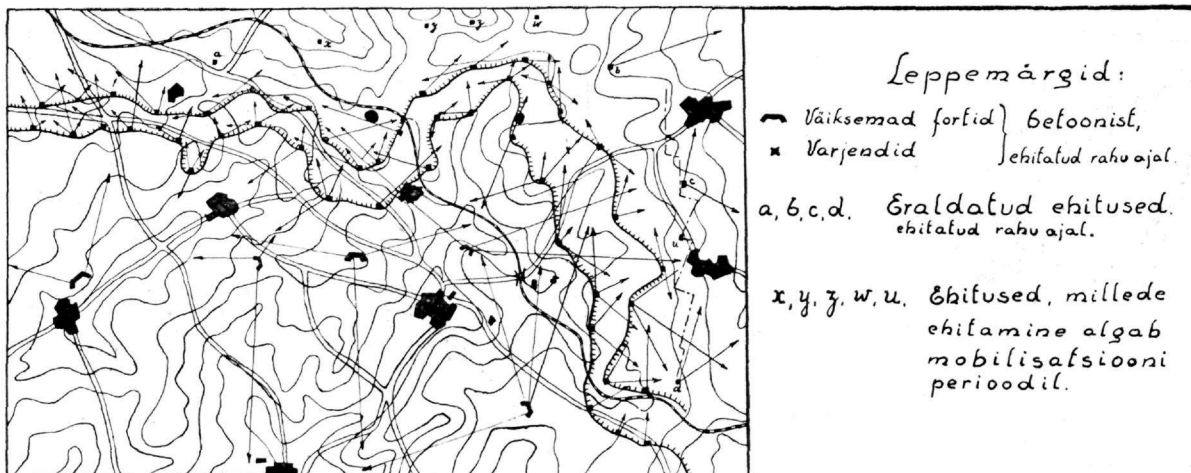 Leppemärgid:
Väiksemad fortid } betoonist,
Varjendid } ehitatud rahu ajal.
a, b, c, d, Eraldatud ehitused.
ehitatud rahu ajal.
x, y, z, w, u, Ehitused, millede
ehitamine algab
mobilisatsiooni
perioodil.
a
x
y
z
w
b
c
u
d